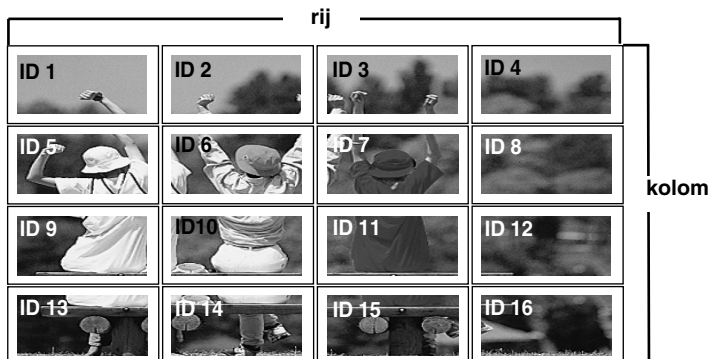 rij
ID 1 ID 2 ID 3 ID 4
ID 5 ID 6 ID 7 ID 8
kolom
ID 9 ID10 ID 11 ID 12
ID 13 ID 14 ID 15 ID 16